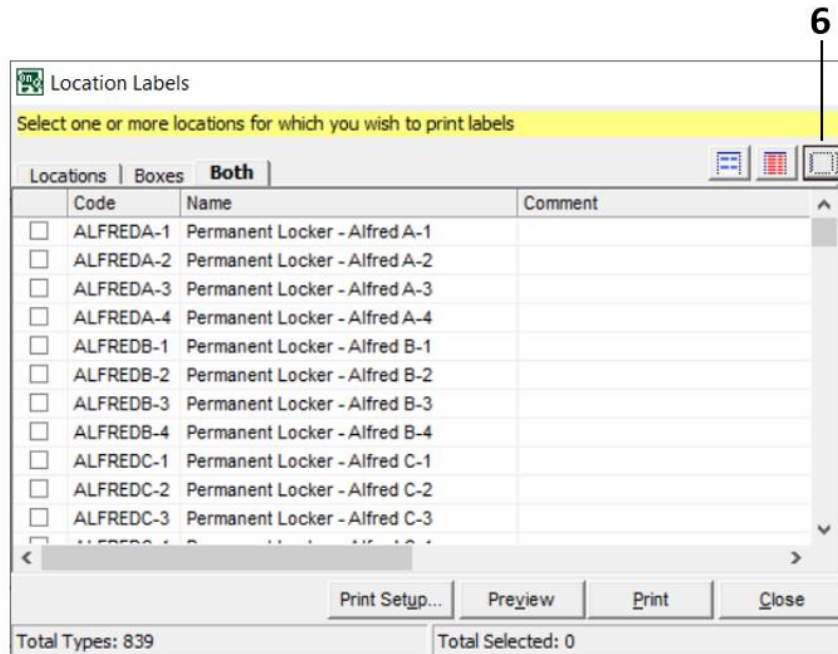 6
Location Labels
Select one or more locations for which you wish to print labels
Locations Boxes Both
Code Name Comment
ALFREDA-1 Permanent Locker - Alfred A-1
ALFREDA-2 Permanent Locker - Alfred A-2
ALFREDA-3 Permanent Locker - Alfred A-3
ALFREDA-4 Permanent Locker - Alfred A-4
ALFREDB-1 Permanent Locker - Alfred B-1
ALFREDB-2 Permanent Locker - Alfred B-2
ALFREDB-3 Permanent Locker - Alfred B-3
ALFREDB-4 Permanent Locker - Alfred B-4
ALFREDC-1 Permanent Locker - Alfred C-1
ALFREDC-2 Permanent Locker - Alfred C-2
ALFREDC-3 Permanent Locker - Alfred C-3
Print Setup... Preview Print Close
Total Types: 839 Total Selected: 0